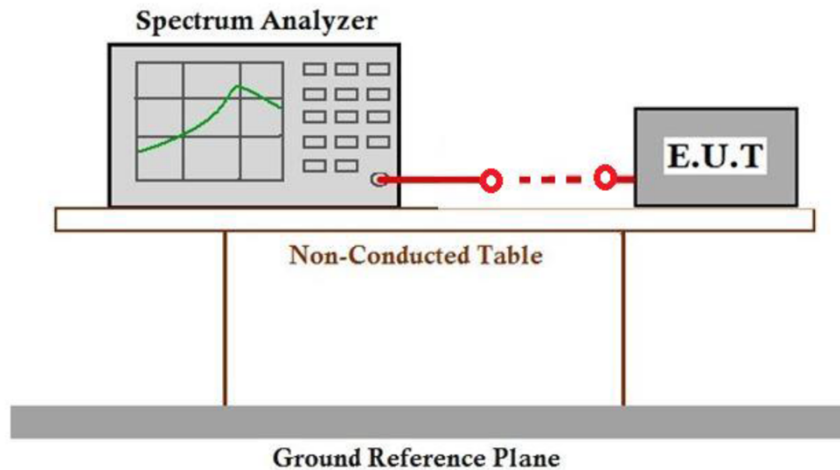 Spectrum Analyzer
E.U.T
Non-Conducted Table
Ground Reference Plane